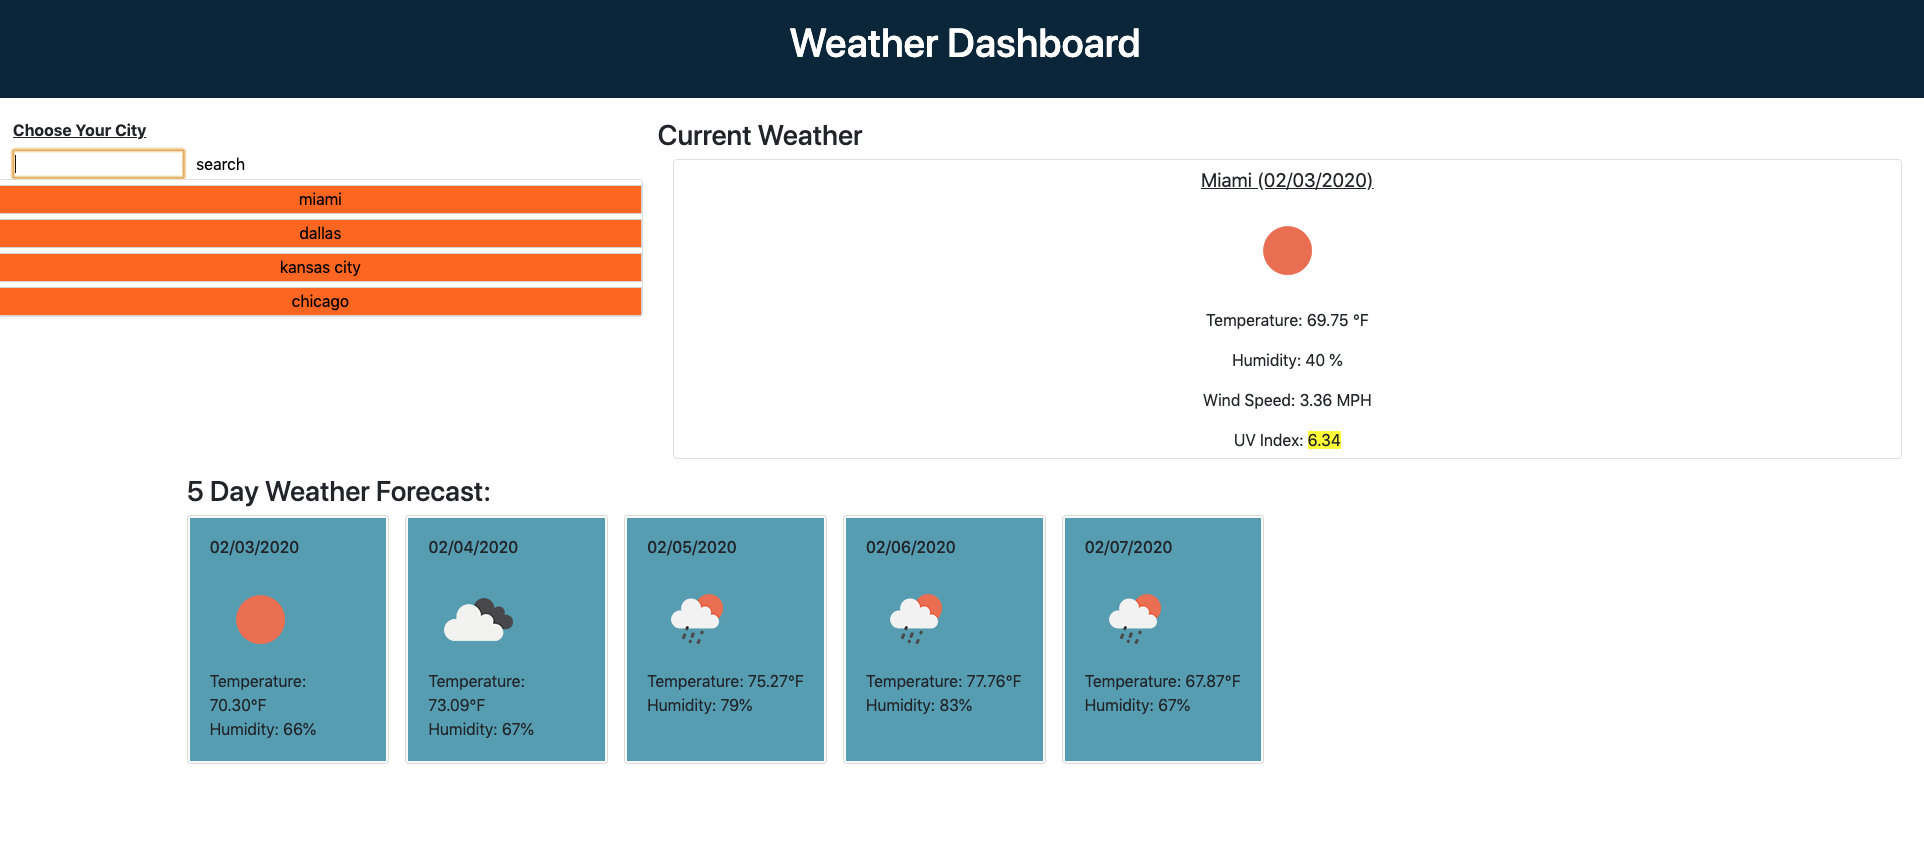 Weather Dashboard
Choose Your City
search
miami
dallas
kansas city
chicago
Current Weather
Miami (02/03/2020)
Temperature: 69.75 °F
Humidity: 40 %
Wind Speed: 3.36 MPH
UV Index: 6.34
5 Day Weather Forecast:
02/03/2020
Temperature:
70.30°F
Humidity: 66%
02/04/2020
Temperature:
73.09°F
Humidity: 67%
02/05/2020
Temperature: 75.27°F
Humidity: 79%
02/06/2020
Temperature: 77.76°F
Humidity: 83%
02/07/2020
Temperature: 67.87°F
Humidity: 67%